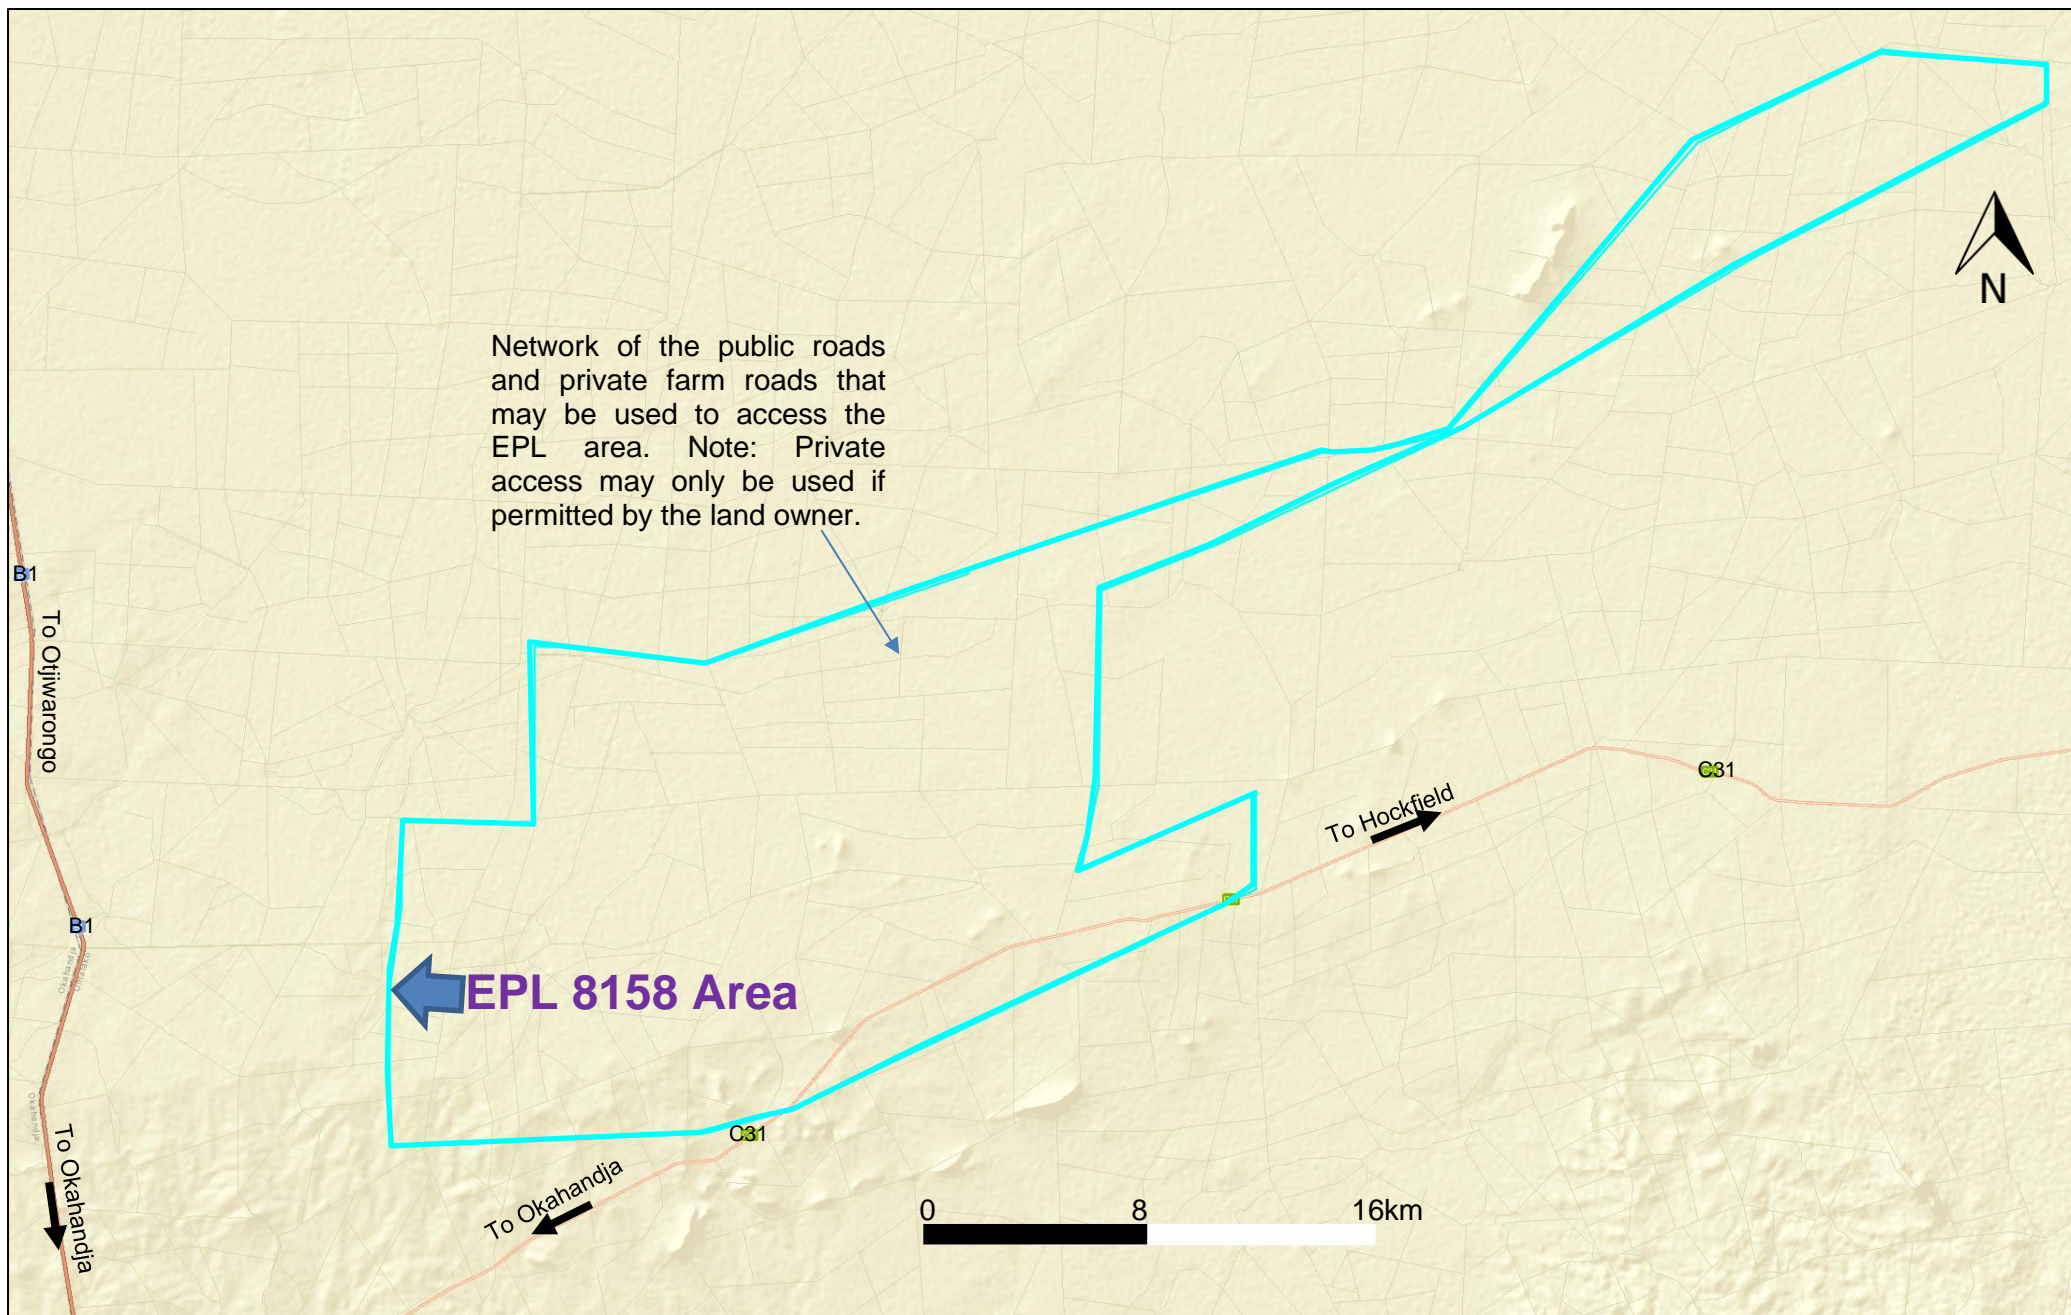 N
Network of the public roads
and private farm roads that
may be used to access the
EPL area. Note: Private
access may only be used if
permitted by the land owner.
B1
To Otjiwarongo
C31
To Hockfield
B1
Okahandja
EPL 8158 Area
Okahandja
C31
To Okahandja
To Okahandja
0 8 16km